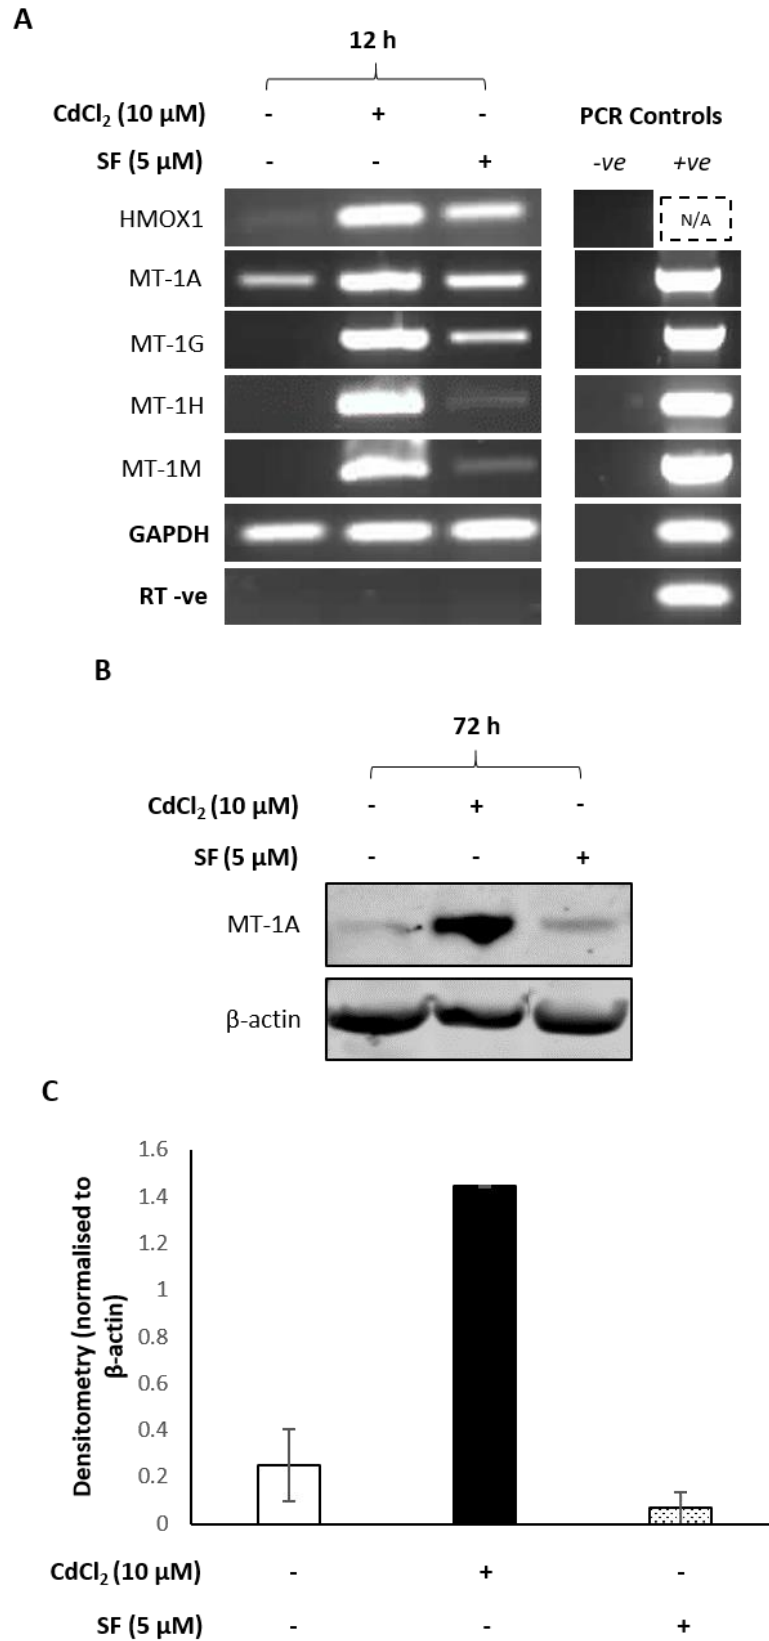 A
12 h
CdCl₂ (10 µM) - + -
PCR Controls
SF (5 µM) - - +
-ve +ve
HMOX1
N/A
MT-1A
MT-1G
MT-1H
MT-1M
GAPDH
RT -ve
B
72 h
CdCl₂ (10 µM) - + -
SF (5 µM) - - +
MT-1A
β-actin
C
Densitometry (normalised to
β-actin)
1.6
1.4
1.2
1
0.8
0.6
0.4
0.2
0
CdCl₂ (10 µM) - + -
SF (5 µM) - - +